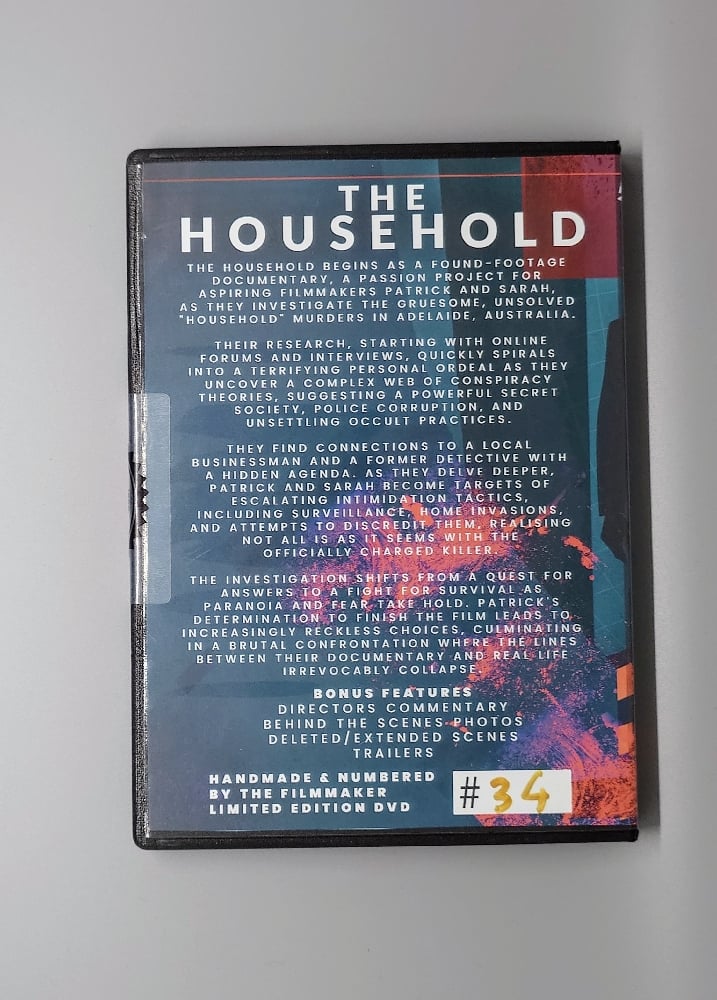 THE
HOUSEHOLD
THE HOUSEHOLD BEGINS AS A FOUND-FOOTAGE
DOCUMENTARY, A PASSION PROJECT FOR
ASPIRING FILMMAKERS PATRICK AND SARAH,
AS THEY INVESTIGATE THE GRUESOME, UNSOLVED
"HOUSEHOLD" MURDERS IN ADELAIDE, AUSTRALIA.
THEIR RESEARCH, STARTING WITH ONLINE
FORUMS AND INTERVIEWS, QUICKLY SPIRALS
INTO A TERRIFYING PERSONAL ORDEAL AS THEY
UNCOVER A COMPLEX WEB OF CONSPIRACY
THEORIES, SUGGESTING A POWERFUL SECRET
SOCIETY, POLICE CORRUPTION, AND
UNSETTLING OCCULT PRACTICES.
THEY FIND CONNECTIONS TO A LOCAL
BUSINESSMAN AND A FORMER DETECTIVE WITH
A HIDDEN AGENDA. AS THEY DELVE DEEPER,
PATRICK AND SARAH BECOME TARGETS OF
ESCALATING INTIMIDATION TACTICS,
INCLUDING SURVEILLANCE, HOME INVASIONS,
AND ATTEMPTS TO DISCREDIT THEM, REALISING
NOT ALL IS AS IT SEEMS WITH THE
OFFICIALLY CHARGED KILLER.
THE INVESTIGATION SHIFTS FROM A QUEST FOR
ANSWERS TO A FIGHT FOR SURVIVAL AS
PARANOIA AND FEAR TAKE HOLD. PATRICK'S
DETERMINATION TO FINISH THE FILM LEADS TO
INCREASINGLY RECKLESS CHOICES, CULMINATING
IN A BRUTAL CONFRONTATION WHERE THE LINES
BETWEEN THEIR DOCUMENTARY AND REAL LIFE
IRREVOCABLY COLLAPSE.
BONUS FEATURES
DIRECTORS COMMENTARY
BEHIND THE SCENES PHOTOS
DELETED/EXTENDED SCENES
TRAILERS
HANDMADE & NUMBERED
BY THE FILMMAKER
LIMITED EDITION DVD
#34